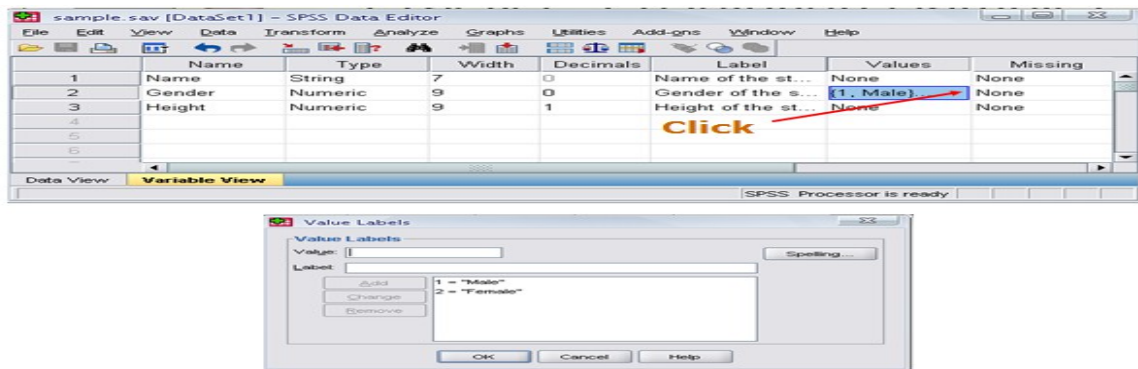 sample.sav [DataSet1] - SPSS Data Editor
File Edit View Data Transform Analyze Graphs Utilities Add-ons Window Help
Name Type Width Decimals Label Values Missing
1 Name String 7 0 Name of the st... None None
2 Gender Numeric 9 0 Gender of the s... {1, Male}... None
3 Height Numeric 9 1 Height of the st... None None
4
Click
5
6
Data View Variable View
SPSS Processor is ready
Value Labels
Value Labels
Value:
Spelling...
Label:
Add
1 = "Male"
Change
2 = "Female"
Remove
OK Cancel Help